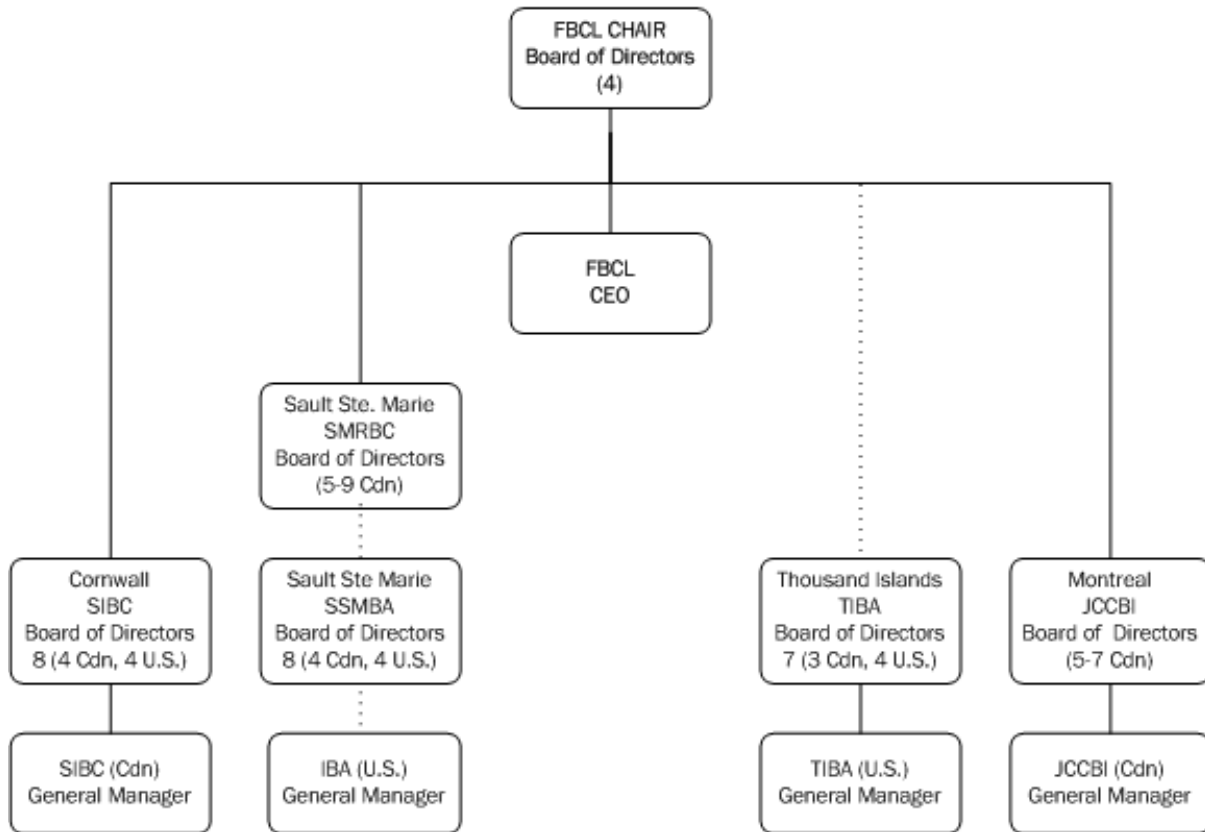 FBCL CHAIR
Board of Directors
(4)
FBCL
CEO
Sault Ste. Marie
SMRBC
Board of Directors
(5-9 Cdn)
Cornwall
SIBC
Board of Directors
8 (4 Cdn, 4 U.S.)
Sault Ste Marie
SSMBA
Board of Directors
8 (4 Cdn, 4 U.S.)
Thousand Islands
TIBA
Board of Directors
7 (3 Cdn, 4 U.S.)
Montreal
JCCBI
Board of Directors
(5-7 Cdn)
SIBC (Cdn)
General Manager
IBA (U.S.)
General Manager
TIBA (U.S.)
General Manager
JCCBI (Cdn)
General Manager